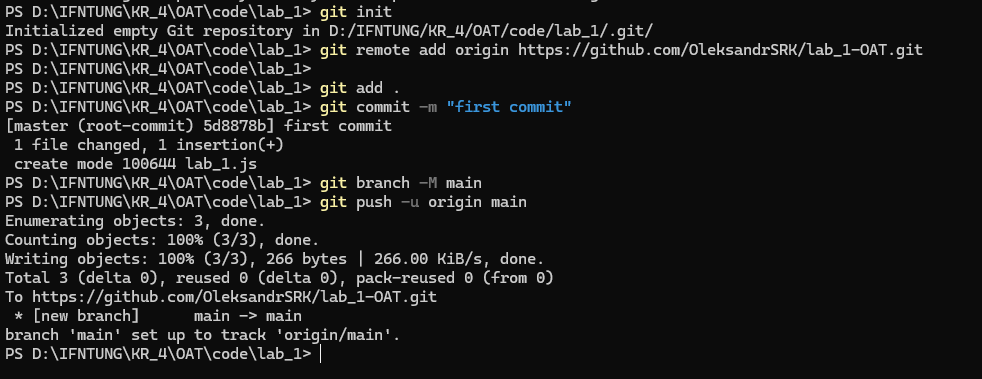 PS D:\IFNTUNG\KR_4\OAT\code\lab_1> git init
Initialized empty Git repository in D:/IFNTUNG/KR_4/OAT/code/lab_1/.git/
PS D:\IFNTUNG\KR_4\OAT\code\lab_1> git remote add origin https://github.com/OleksandrSRK/lab_1-OAT.git
PS D:\IFNTUNG\KR_4\OAT\code\lab_1>
PS D:\IFNTUNG\KR_4\OAT\code\lab_1> git add .
PS D:\IFNTUNG\KR_4\OAT\code\lab_1> git commit -m "first commit"
[master (root-commit) 5d8878b] first commit
 1 file changed, 1 insertion(+)
 create mode 100644 lab_1.js
PS D:\IFNTUNG\KR_4\OAT\code\lab_1> git branch -M main
PS D:\IFNTUNG\KR_4\OAT\code\lab_1> git push -u origin main
Enumerating objects: 3, done.
Counting objects: 100% (3/3), done.
Writing objects: 100% (3/3), 266 bytes | 266.00 KiB/s, done.
Total 3 (delta 0), reused 0 (delta 0), pack-reused 0 (from 0)
To https://github.com/OleksandrSRK/lab_1-OAT.git
 * [new branch]      main -> main
branch 'main' set up to track 'origin/main'.
PS D:\IFNTUNG\KR_4\OAT\code\lab_1>